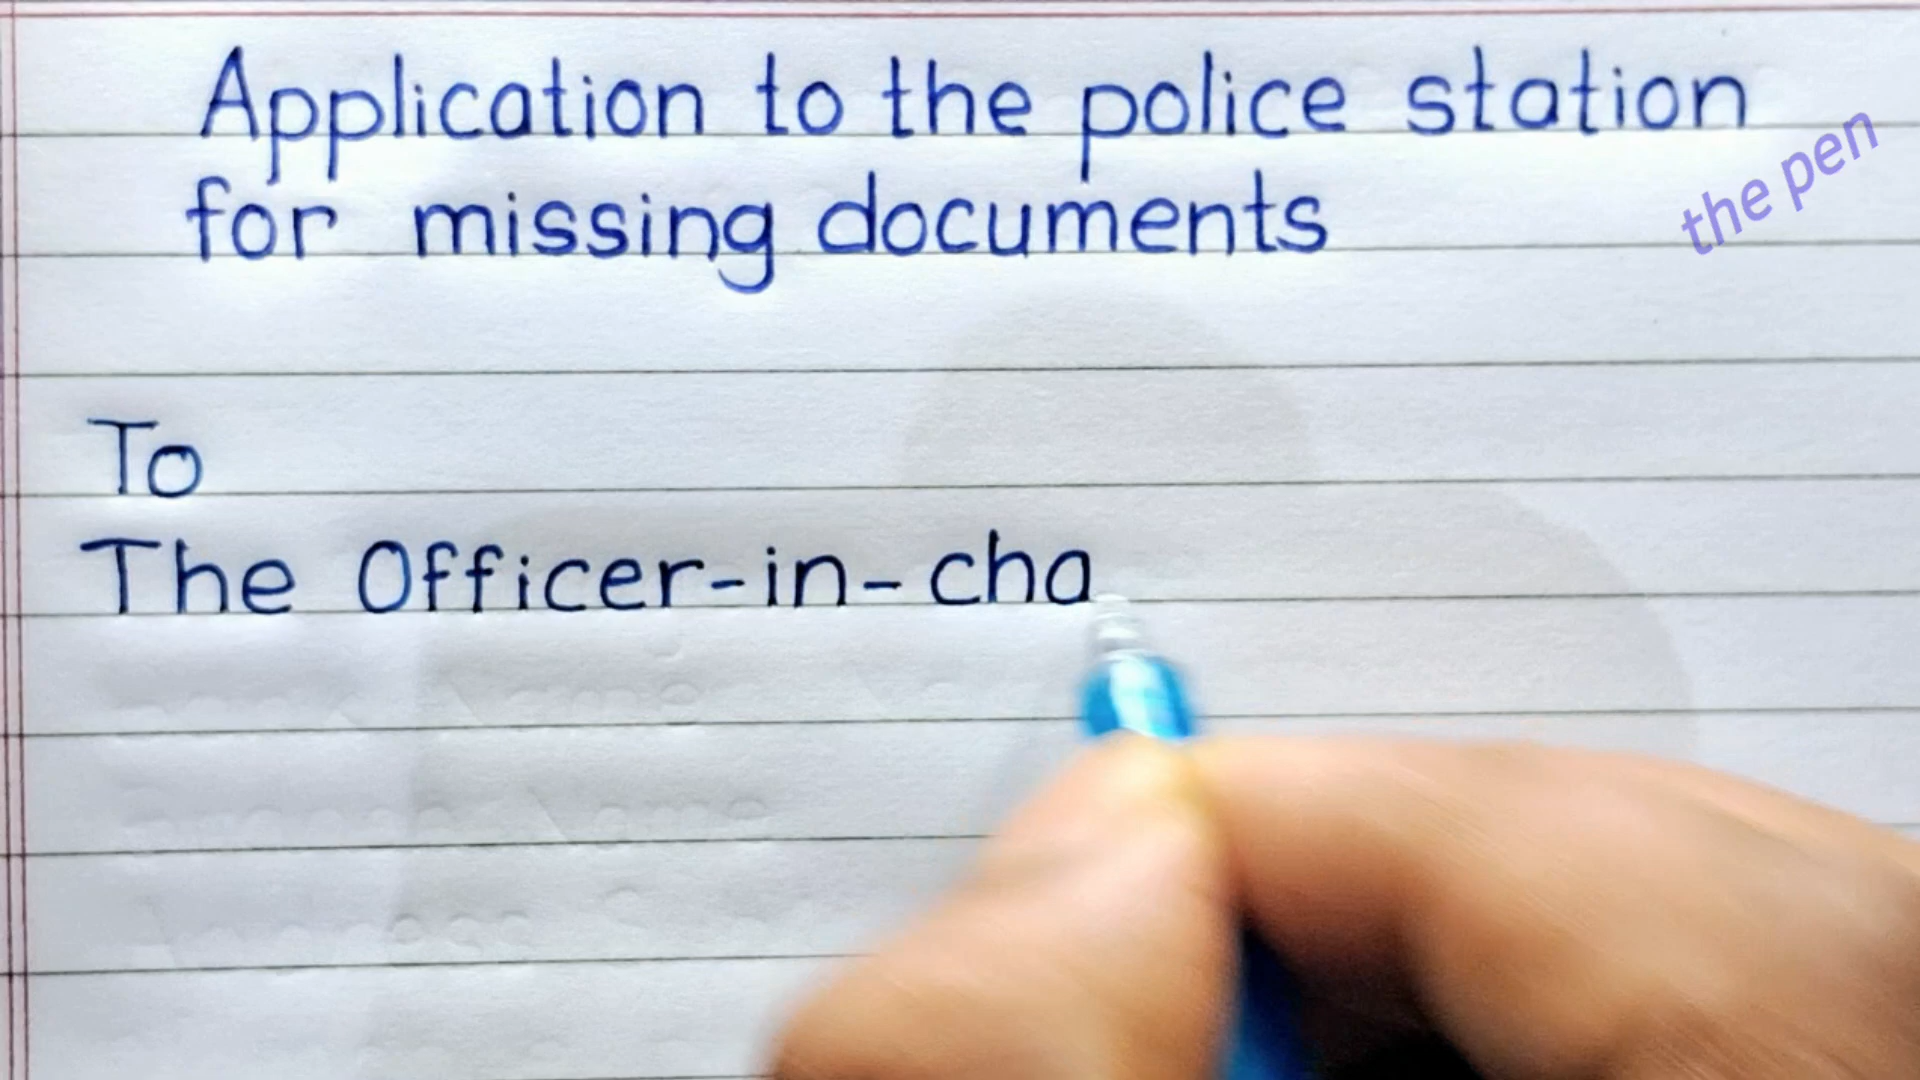 Application to the police station
the pen
for missing documents
To
The Officer-in-cha